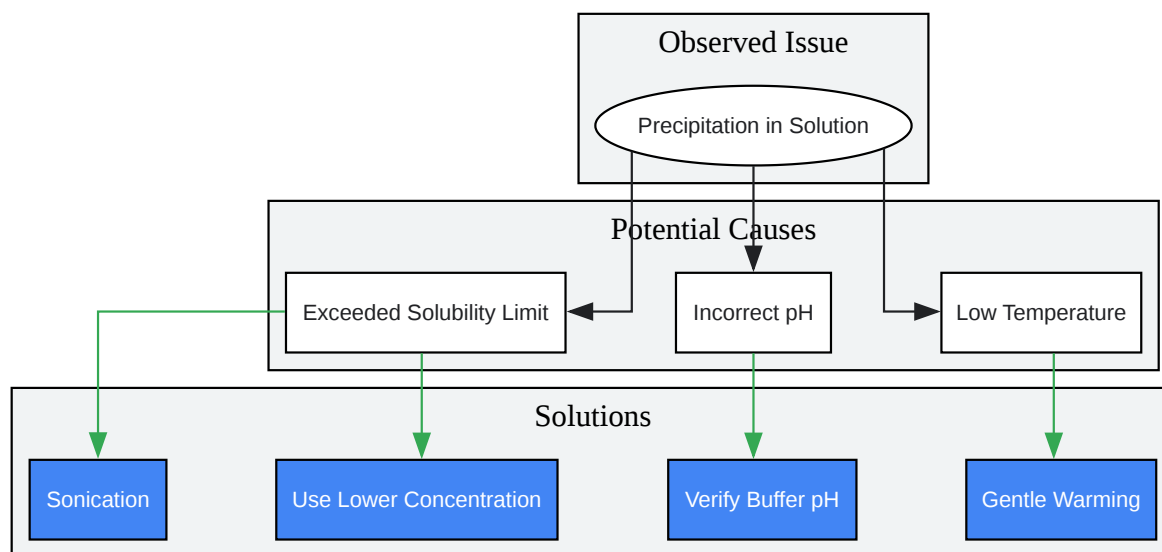 Observed Issue
Precipitation in Solution
Potential Causes
Exceeded Solubility Limit
Incorrect pH
Low Temperature
Solutions
Sonication
Use Lower Concentration
Verify Buffer pH
Gentle Warming